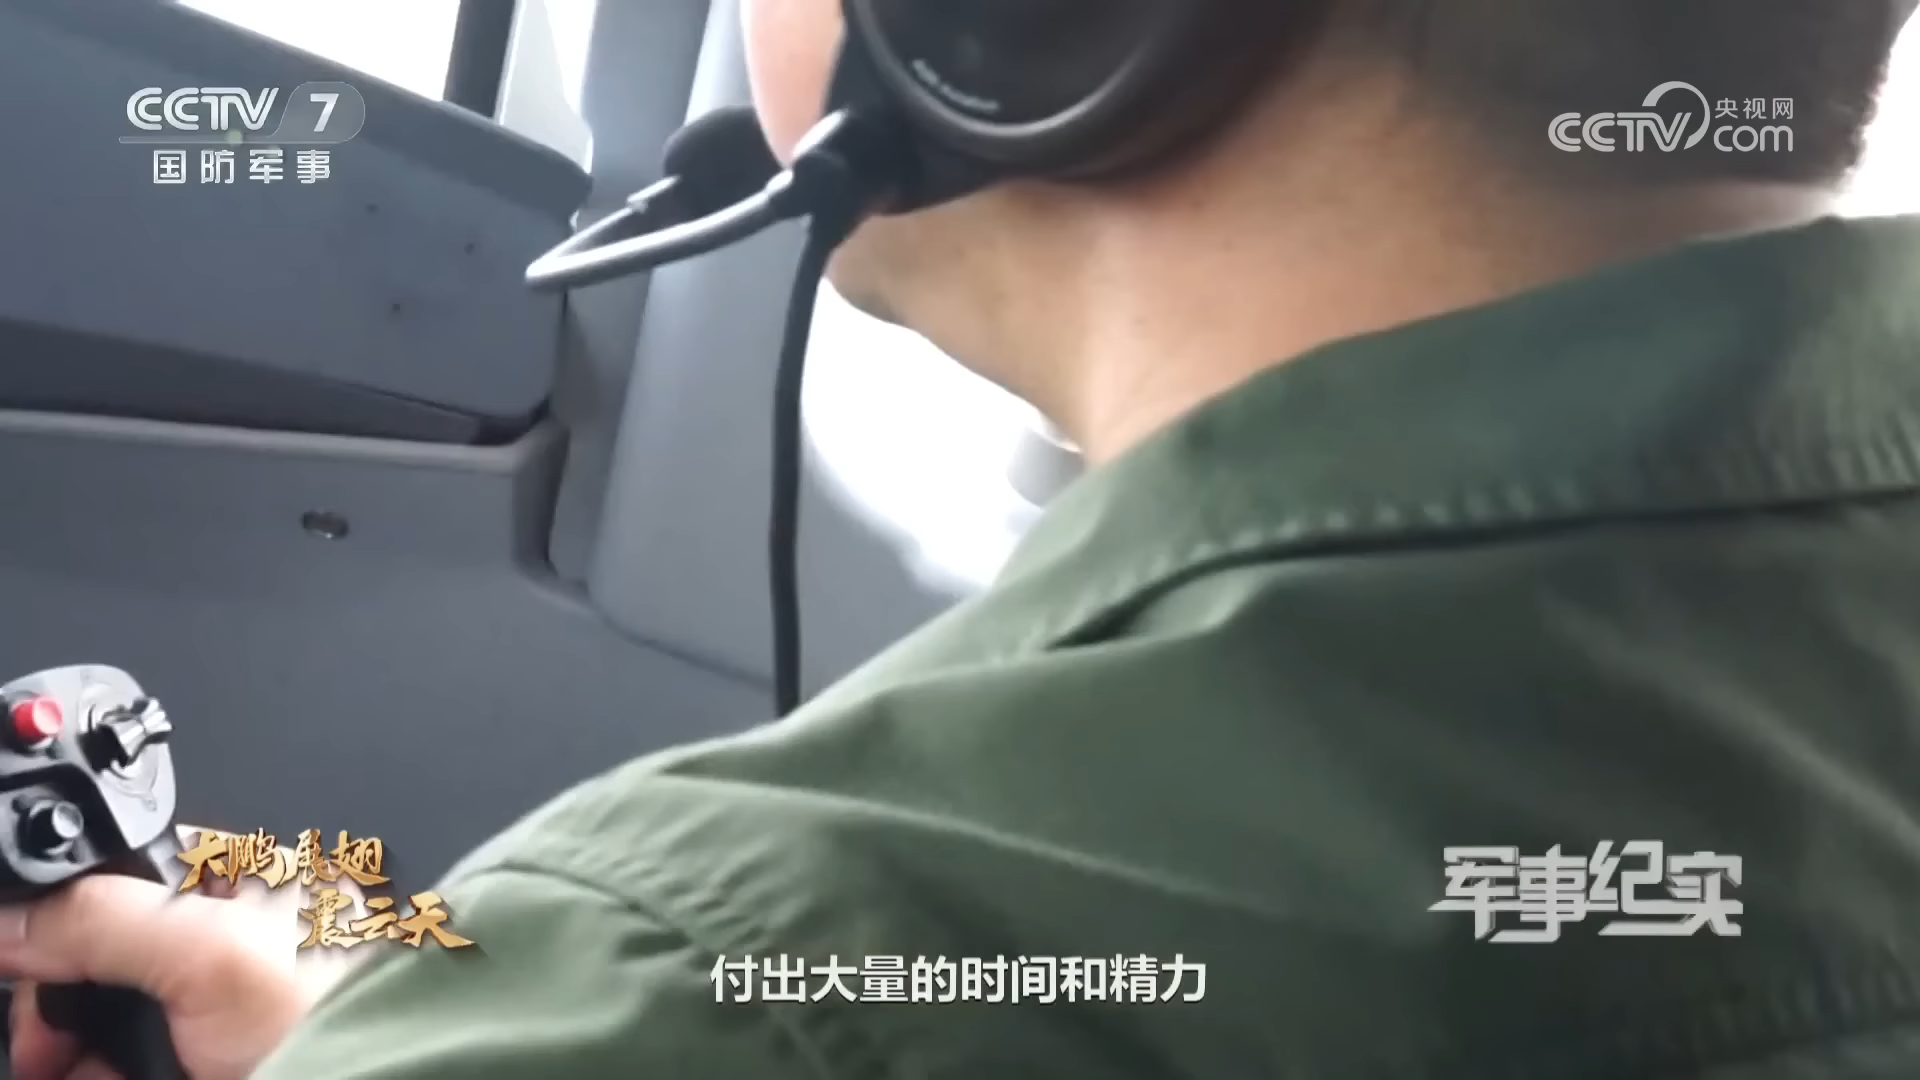 CCTV 7
国防军事
CCTV 央视网
com
大鹏展翅
震云天
军事纪实
付出大量的时间和精力